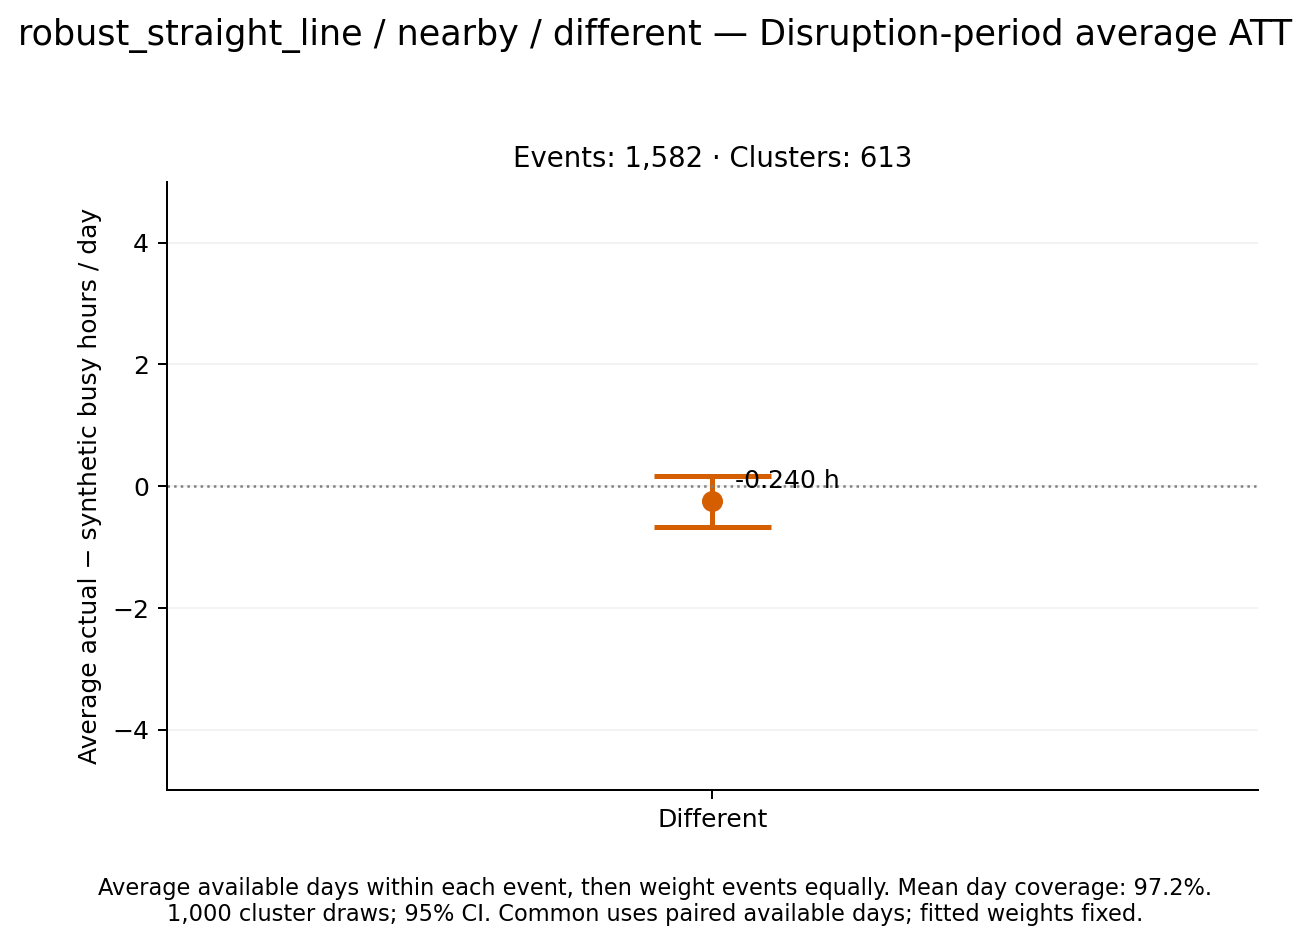 robust_straight_line / nearby / different — Disruption-period average ATT
Events: 1,582 · Clusters: 613
Average actual − synthetic busy hours / day
4
2
0
−2
−4
-0.240 h
Different
Average available days within each event, then weight events equally. Mean day coverage: 97.2%.
1,000 cluster draws; 95% CI. Common uses paired available days; fitted weights fixed.